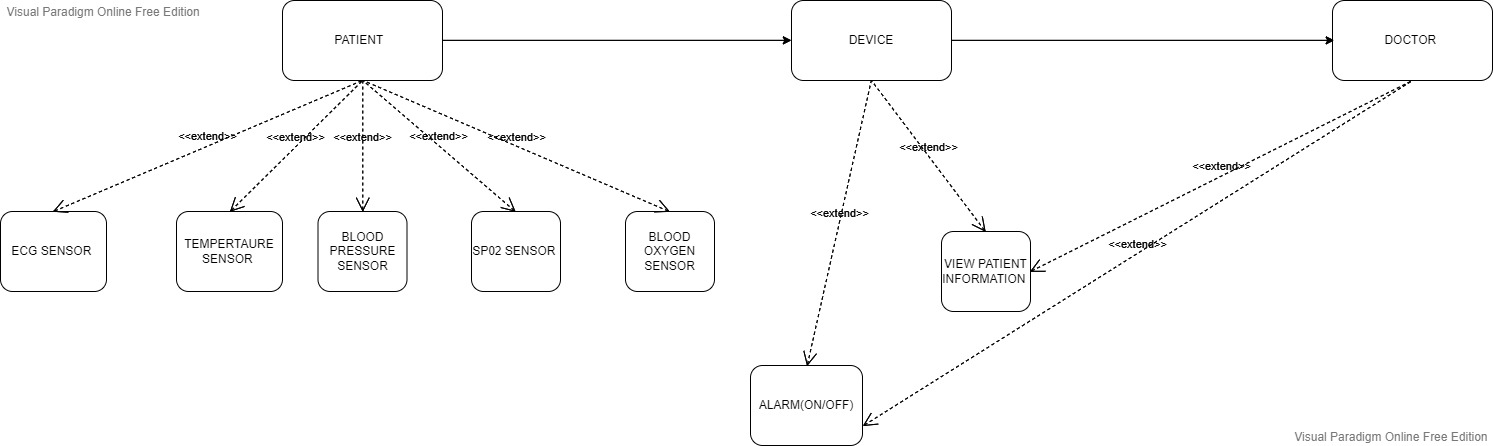 Visual Paradigm Online Free Edition
PATIENT
DEVICE
DOCTOR
<<extend>>
<<extend>>
<<extend>>
<<extend>>
<<extend>>
<<extend>>
<<extend>>
<<extend>>
<<extend>>
ECG SENSOR
TEMPERTAURE
SENSOR
BLOOD
PRESSURE
SENSOR
SP02 SENSOR
BLOOD
OXYGEN
SENSOR
VIEW PATIENT
INFORMATION
ALARM(ON/OFF)
Visual Paradigm Online Free Edition